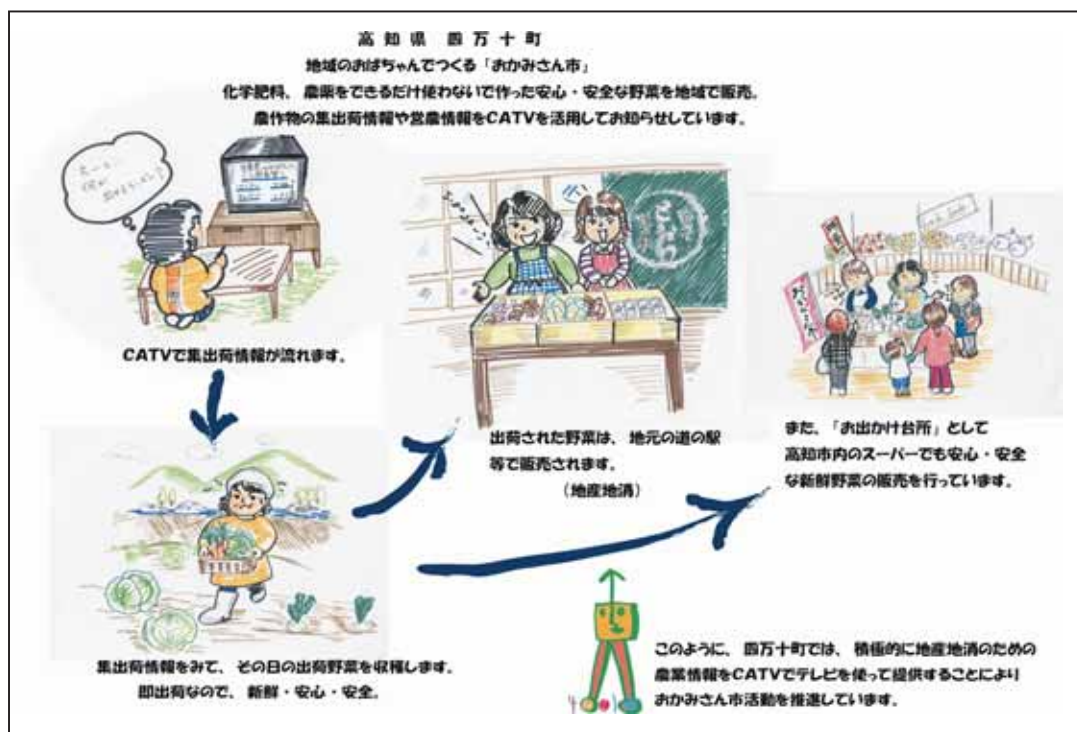 高知県 四万十町
地域のおばちゃんでつくる「おかみさん市」
化学肥料、農薬をできるだけ使わないで作った安心・安全な野菜を地域で販売。
農作物の集出荷情報や営農情報をCATVを活用してお知らせしています。
CATVで集出荷情報が流れます。
出荷された野菜は、地元の道の駅
等で販売されます。
(地産地消)
また、「お出かけ台所」として
高知市内のスーパーでも安心・安全
な新鮮野菜の販売を行っています。
集出荷情報をみて、その日の出荷野菜を収穫します。
即出荷なので、新鮮・安心・安全。
このように、四万十町では、積極的に地産地消のための
農業情報をCATVでテレビを使って提供することにより
おかみさん市活動を推進しています。